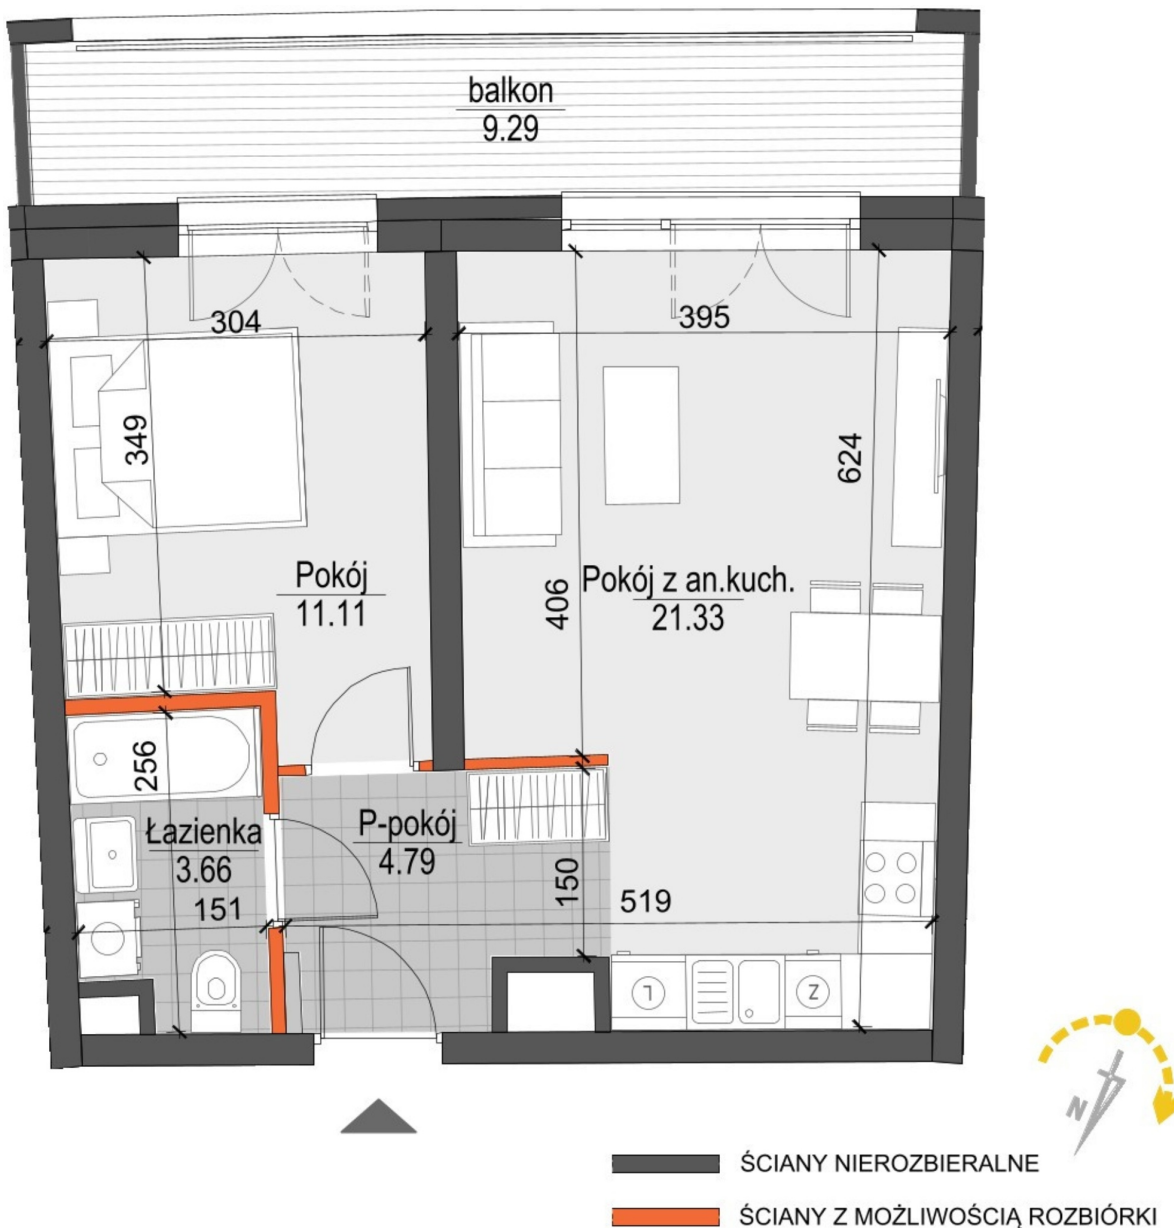 balkon
9.29
304
395
349
624
Pokój
11.11
406
Pokój z an.kuch.
21.33
256
Łazienka
3.66
P-pokój
4.79
151
150
519
L
Z
N
ŚCIANY NIEROZBIERALNE
ŚCIANY Z MOŻLIWOŚCIĄ ROZBIÓRKI